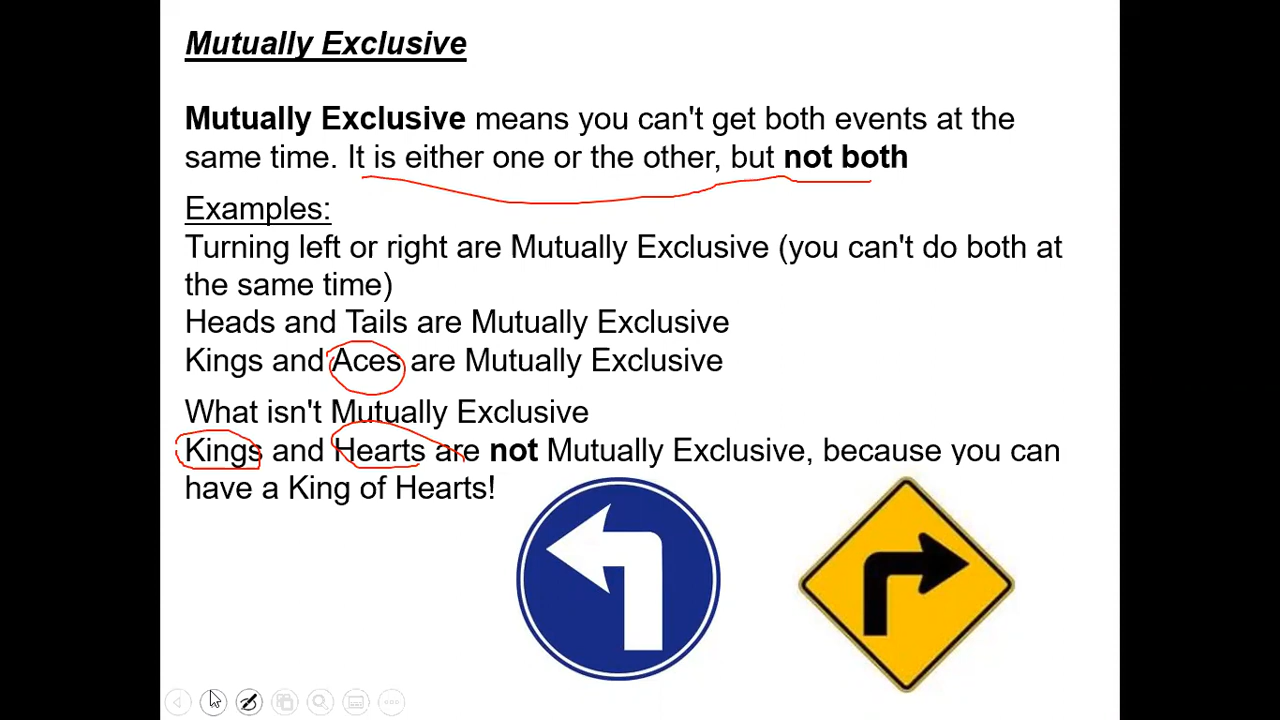 Mutually Exclusive
Mutually Exclusive means you can't get both events at the
same time. It is either one or the other, but not both
Examples:
Turning left or right are Mutually Exclusive (you can't do both at
the same time)
Heads and Tails are Mutually Exclusive
Kings and Aces are Mutually Exclusive
What isn't Mutually Exclusive
Kings and Hearts are not Mutually Exclusive, because you can
have a King of Hearts!